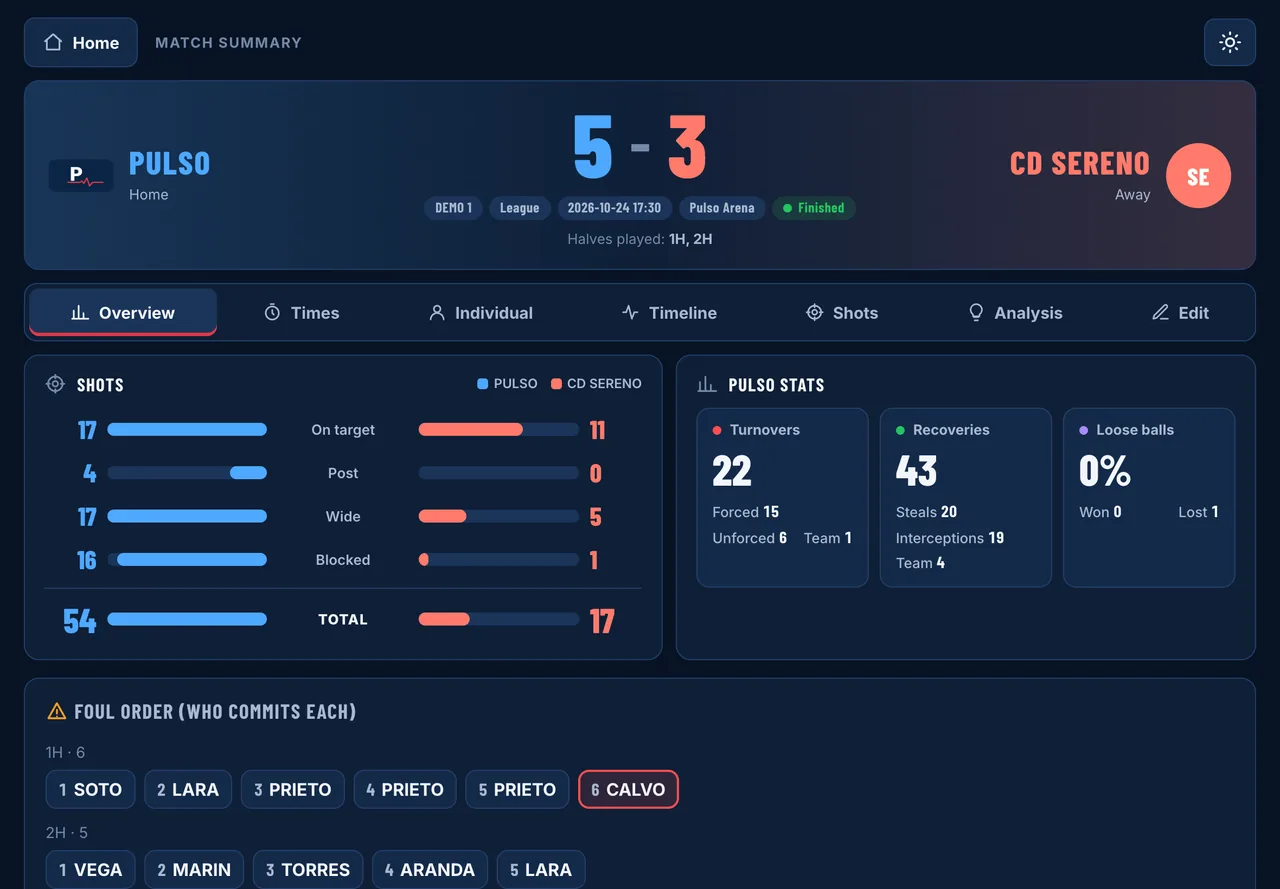 Home
MATCH SUMMARY
P
PULSO
Home
5 - 3
DEMO 1 League 2026-10-24 17:30 Pulso Arena Finished
Halves played: 1H, 2H
CD SERENO
Away
SE
Overview Times Individual Timeline Shots Analysis Edit
SHOTS
PULSO CD SERENO
17 On target 11
4 Post 0
17 Wide 5
16 Blocked 1
54 TOTAL 17
PULSO STATS
Turnovers
22
Forced 15
Unforced 6 Team 1
Recoveries
43
Steals 20
Interceptions 19
Team 4
Loose balls
0%
Won 0 Lost 1
FOUL ORDER (WHO COMMITS EACH)
1H · 6
1 SOTO 2 LARA 3 PRIETO 4 PRIETO 5 PRIETO 6 CALVO
2H · 5
1 VEGA 2 MARIN 3 TORRES 4 ARANDA 5 LARA